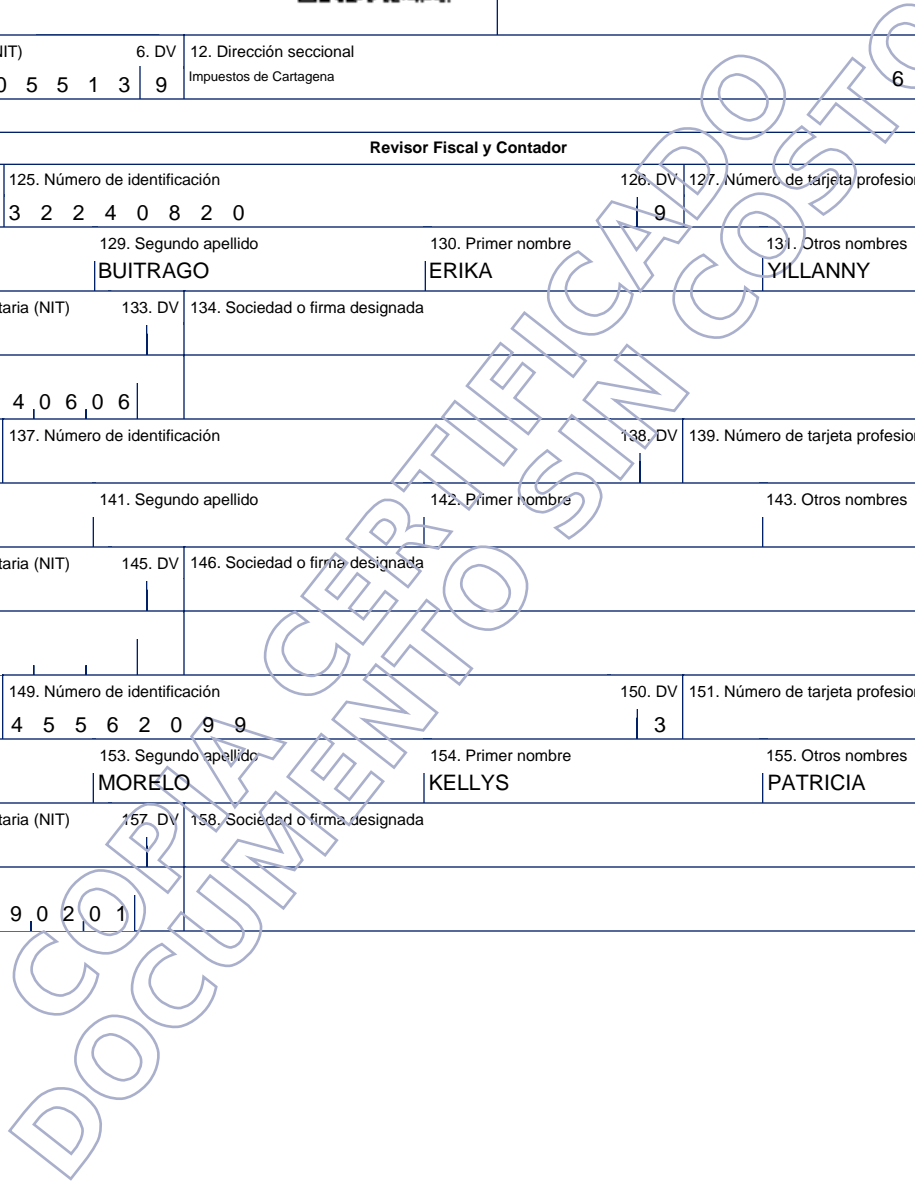 6. DV 12. Dirección seccional
0 5 5 1 3 9 Impuestos de Cartagena 6
Revisor Fiscal y Contador
125. Número de identificación 126. DV 127. Número de tarjeta
3 2 2 4 0 8 2 0 9
129. Segundo apellido 130. Primer nombre 131. Otros nombres
BUITRAGO ERIKA YILLANNY
(NIT) 133. DV 134. Sociedad o firma designada
4 0 6 0 6
137. Número de identificación 138. DV 139. Número de tarjeta
141. Segundo apellido 142. Primer nombre 143. Otros nombres
(NIT) 145. DV 146. Sociedad o firma designada
149. Número de identificación 150. DV 151. Número de tarjeta
4 5 5 6 2 0 9 9 3
153. Segundo apellido 154. Primer nombre 155. Otros nombres
MORELO KELLYS PATRICIA
(NIT) 157. DV 158. Sociedad o firma designada
9 0 2 0 1
COPIA CERTIFICADO
DOCUMENTO SIN COSTO